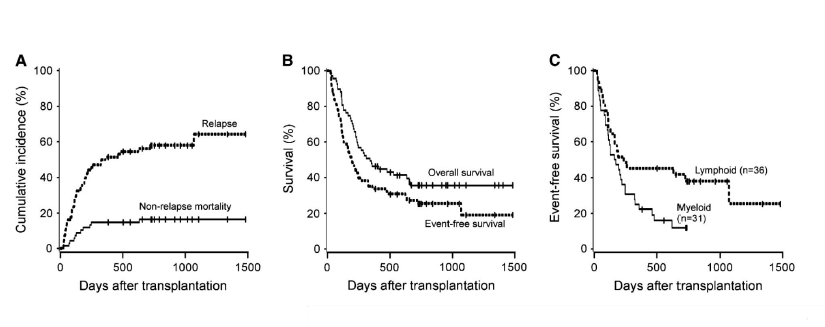 A
Cumulative incidence (%)
100
80
60
40
20
0
Relapse
Non-relapse mortality
0 500 1000 1500
Days after transplantation
B
Survival (%)
100
80
60
40
20
0
Overall survival
Event-free survival
0 500 1000 1500
Days after transplantation
C
Event-free survival (%)
100
80
60
40
20
0
Lymphoid (n=36)
Myeloid
(n=31)
0 500 1000 1500
Days after transplantation